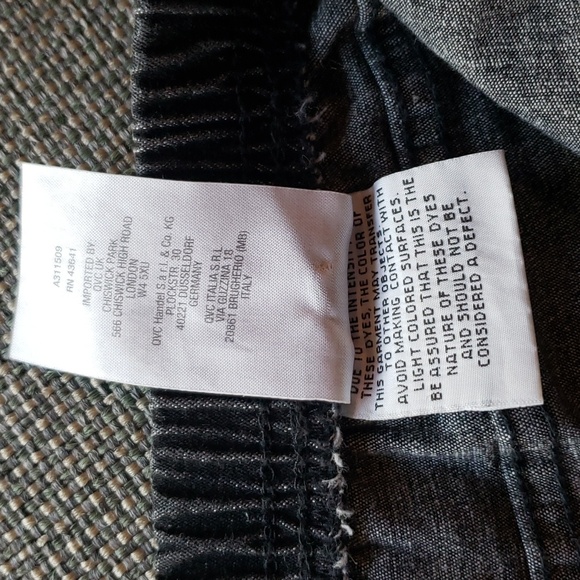 A311509
RN 43641
IMPORTED BY
QVC UK
CHISWICK PARK
566 CHISWICK HIGH ROAD
LONDON
W4 5XU
QVC Handel S.à r.l. & Co. KG
PLOCKSTR. 30
40221 DUSSELDORF
GERMANY
QVC ITALIA S.R.L
VIA GUZZINA 18
20861 BRUGHERIO (MB)
ITALY
DUE TO THE INTENSITY OF
THESE DYES, THE COLOR OF
THIS GARMENT MAY TRANSFER
TO OTHER OBJECTS WITH
AVOID MAKING CONTACT WITH
LIGHT COLORED SURFACES.
BE ASSURED THAT THIS IS THE
NATURE OF THESE DYES
AND SHOULD NOT BE
CONSIDERED A DEFECT.